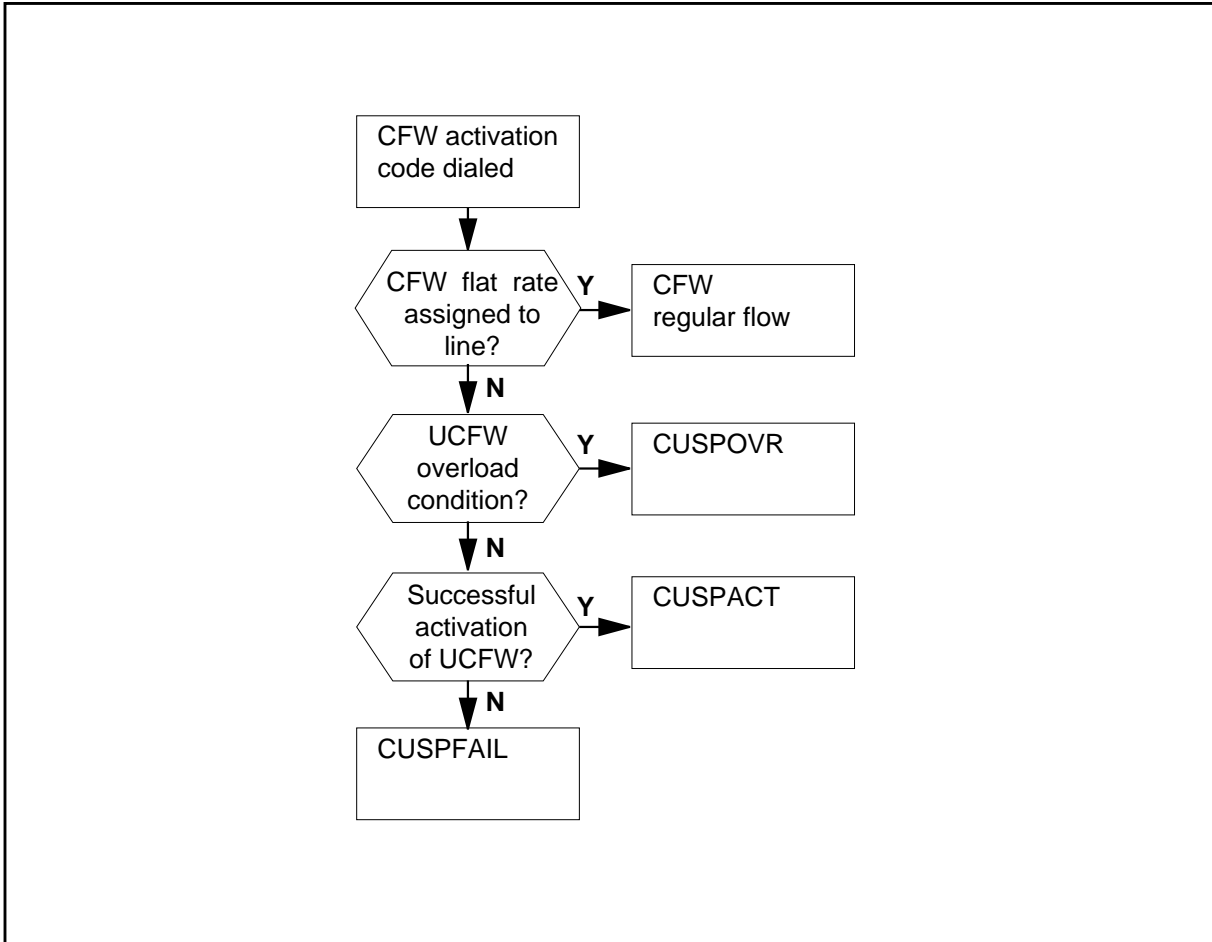 CFW activation
code dialed
CFW flat rate
assigned to
line?
Y
CFW
regular flow
N
UCFW
overload
condition?
Y
CUSPOVR
N
Successful
activation
of UCFW?
Y
CUSPACT
N
CUSPFAIL